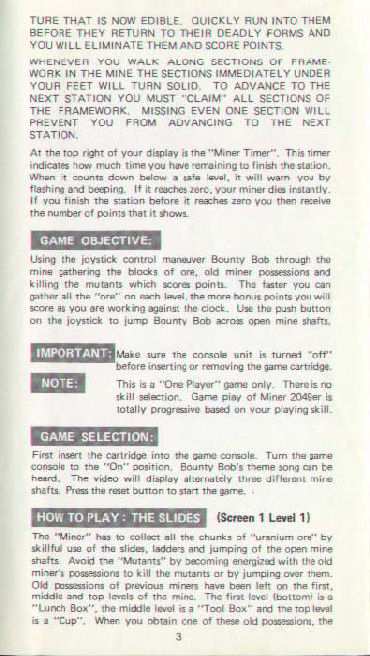 TURE THAT IS NOW EDIBLE. QUICKLY RUN INTO THEM
BEFORE THEY RETURN TO THEIR DEADLY FORMS AND
YOU WILL ELIMINATE THEM AND SCORE POINTS.
WHENEVER YOU WALK ALONG SECTIONS OF FRAME-
WORK IN THE MINE THE SECTIONS IMMEDIATELY UNDER
YOUR FEET WILL TURN SOLID. TO ADVANCE TO THE
NEXT STATION YOU MUST "CLAIM" ALL SECTIONS OF
THE FRAMEWORK. MISSING EVEN ONE SECTION WILL
PREVENT YOU FROM ADVANCING TO THE NEXT
STATION.
At the top right of your display is the "Miner Timer". This timer
indicates how much time you have remaining to finish the station.
When it counts down below a safe level, it will warn you by
flashing and beeping. If it reaches zero, your miner dies instantly.
If you finish the station before it reaches zero you then receive
the number of points that it shows.
GAME OBJECTIVE:
Using the joystick control maneuver Bounty Bob through the
mine gathering the blocks of ore, old miner possessions and
killing the mutants which scores points. The faster you can
gather all the "ore" on each level, the more bonus points you will
score as you are working against the clock. Use the push button
on the joystick to jump Bounty Bob across open mine shafts.
IMPORTANT: Make sure the console unit is turned "off"
before inserting or removing the game cartridge.
NOTE: This is a "One Player" game only. There is no
skill selection. Game play of Miner 2049er is
totally progressive based on your playing skill.
GAME SELECTION:
First insert the cartridge into the game console. Turn the game
console to the "On" position. Bounty Bob's theme song can be
heard. The video will display alternately three different mine
shafts. Press the reset button to start the game.
HOW TO PLAY: THE SLIDES (Screen 1 Level 1)
The "Miner" has to collect all the chunks of "uranium ore" by
skillful use of the slides, ladders and jumping of the open mine
shafts. Avoid the "Mutants" by becoming energized with the old
miner's possessions to kill the mutants or by jumping over them.
Old possessions of previous miners have been left on the first,
middle and top levels of the mine. The first level (bottom) is a
"Lunch Box", the middle level is a "Tool Box" and the top level
is a "Cup". When you obtain one of these old possessions, the
3